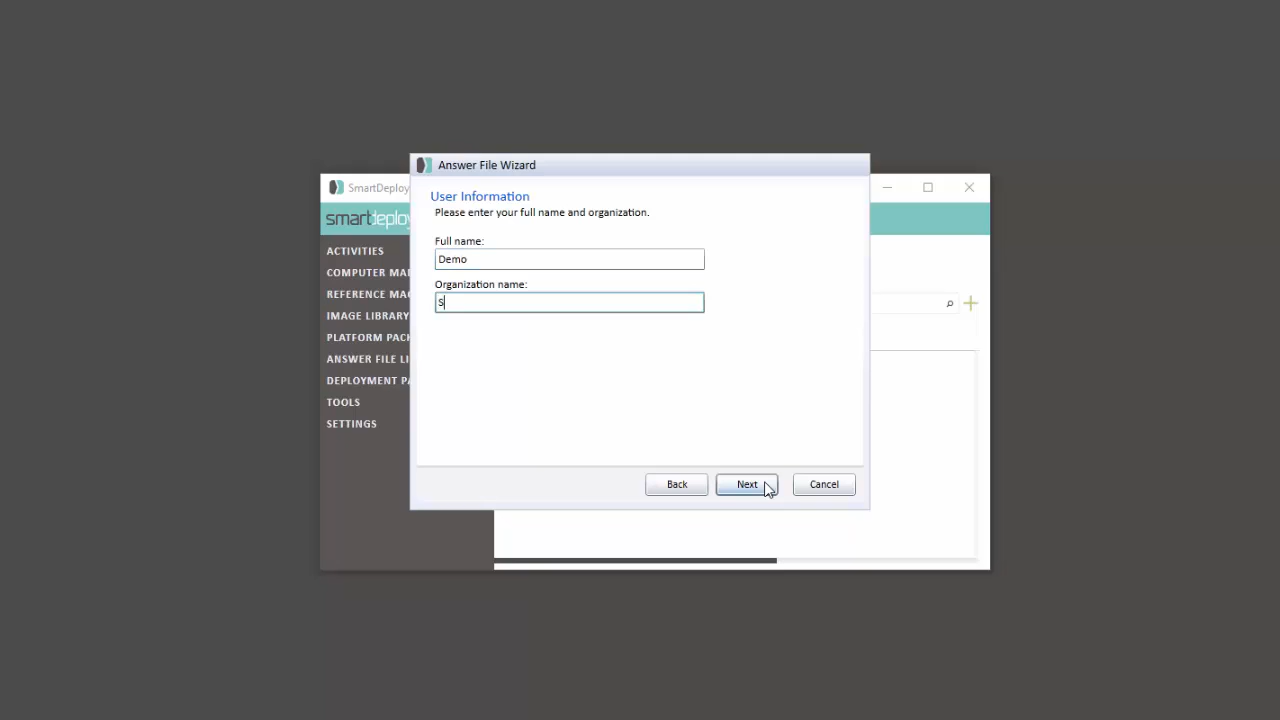 Answer File Wizard
SmartDeploy
smartdeploy
User Information
Please enter your full name and organization.
Full name:
Demo
Organization name:
S
Back
Next
Cancel
ACTIVITIES
COMPUTER MA
REFERENCE MA
IMAGE LIBRARY
PLATFORM PACK
ANSWER FILE LI
DEPLOYMENT PA
TOOLS
SETTINGS